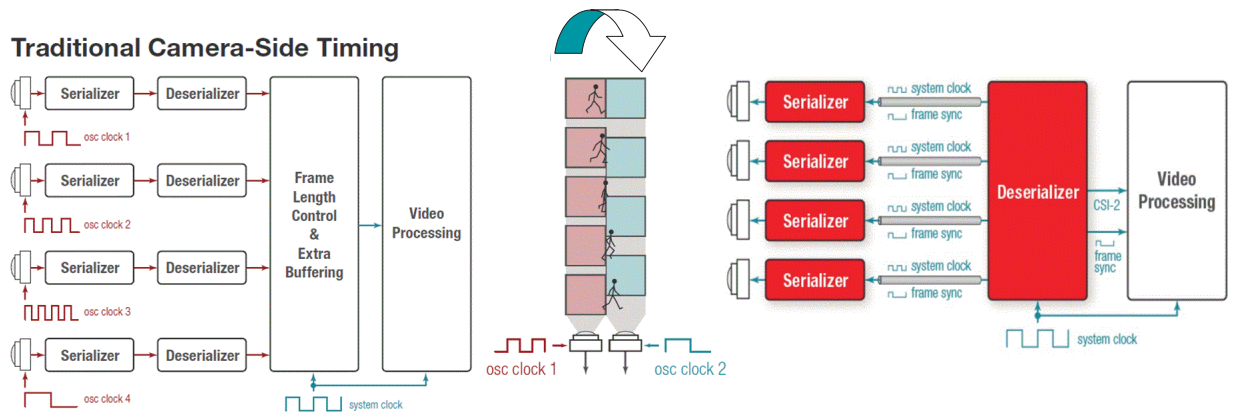 Traditional Camera-Side Timing
Serializer
Deserializer
osc clock 1
Serializer
Deserializer
osc clock 2
Serializer
Deserializer
osc clock 3
Serializer
Deserializer
osc clock 4
Frame
Length
Control
&
Extra
Buffering
Video
Processing
system clock
osc clock 1
osc clock 2
Serializer
system clock
frame sync
Serializer
system clock
frame sync
Serializer
system clock
frame sync
Serializer
system clock
frame sync
Deserializer
CSI-2
frame
sync
Video
Processing
system clock